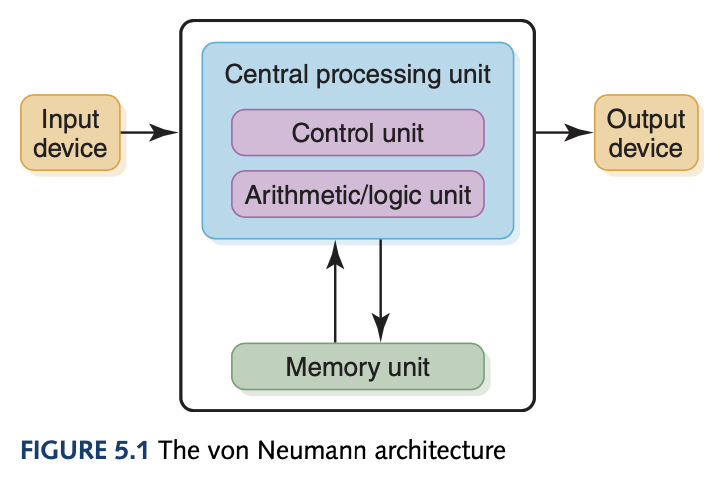 Central processing unit
Input
device
Control unit
Output
device
Arithmetic/logic unit
Memory unit
FIGURE 5.1 The von Neumann architecture